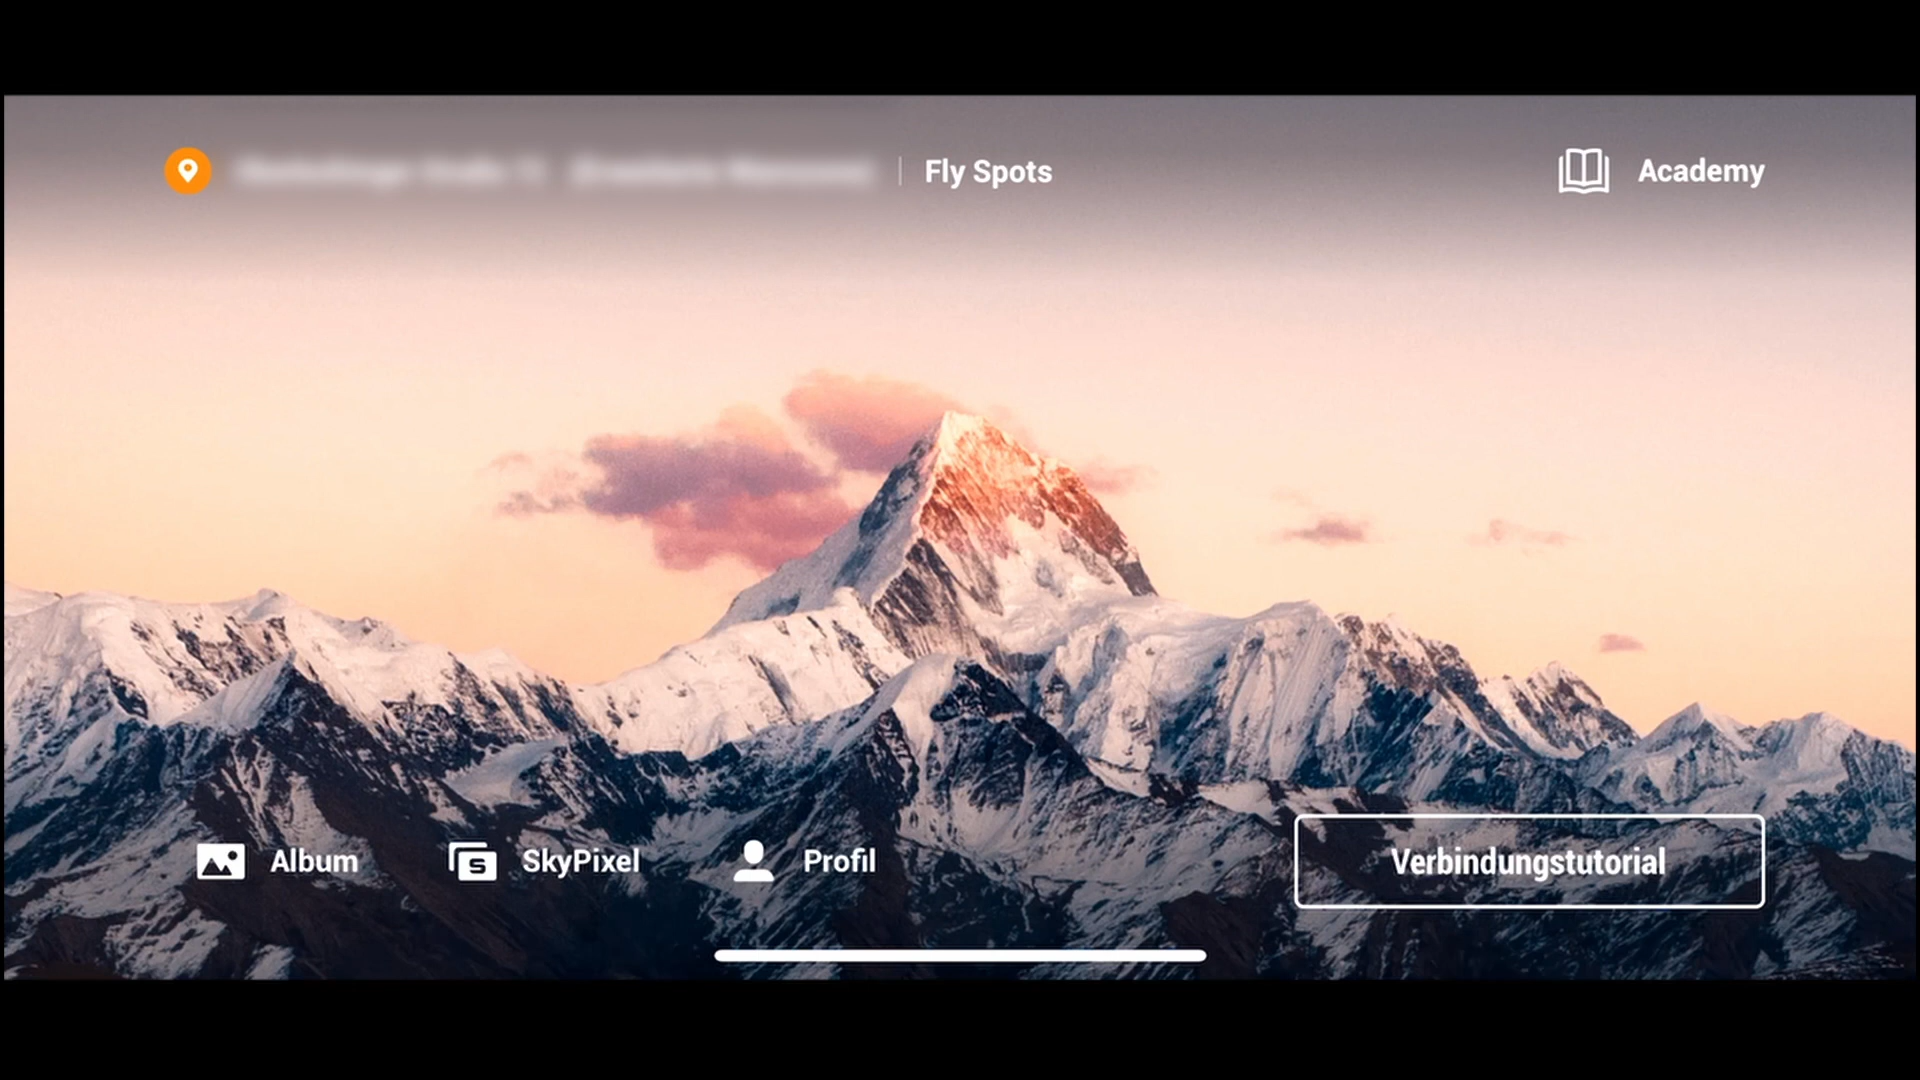 Fly Spots
Academy
Album
SkyPixel
Profil
Verbindungstutorial